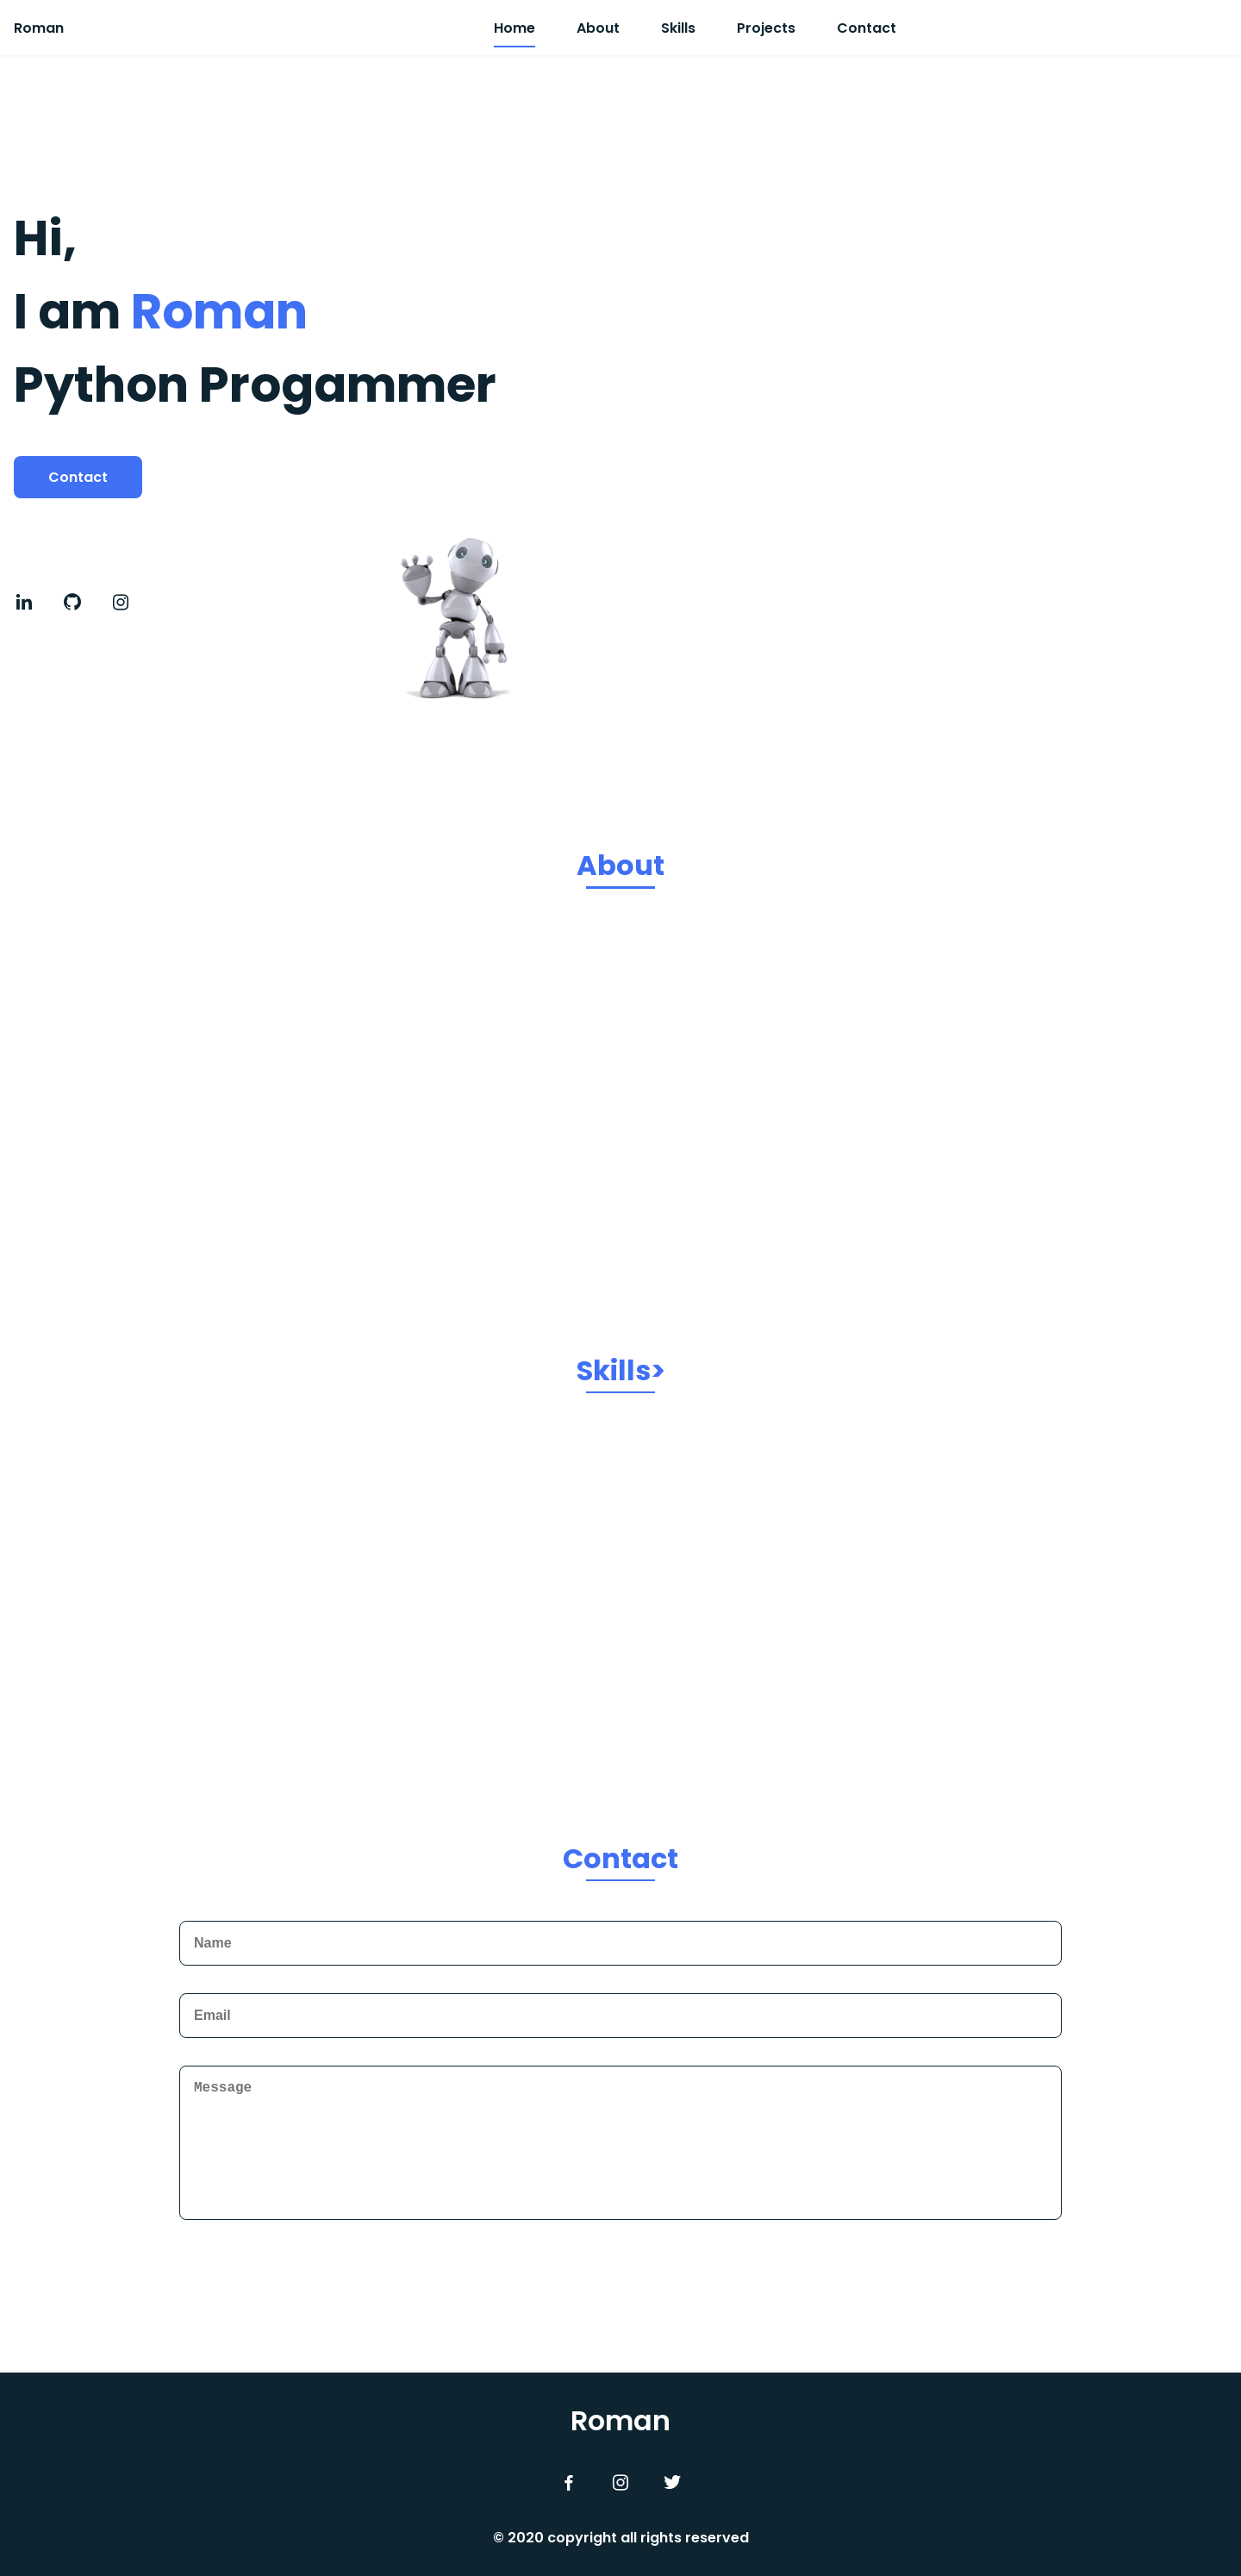 Roman
Home About Skills Projects Contact
Hi,
I am Roman
Python Progammer
Contact
About
Skills>
Contact
Name
Email
Message
Roman
© 2020 copyright all rights reserved